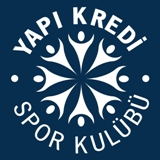 YAPI KREDİ
SPOR KULÜBÜ